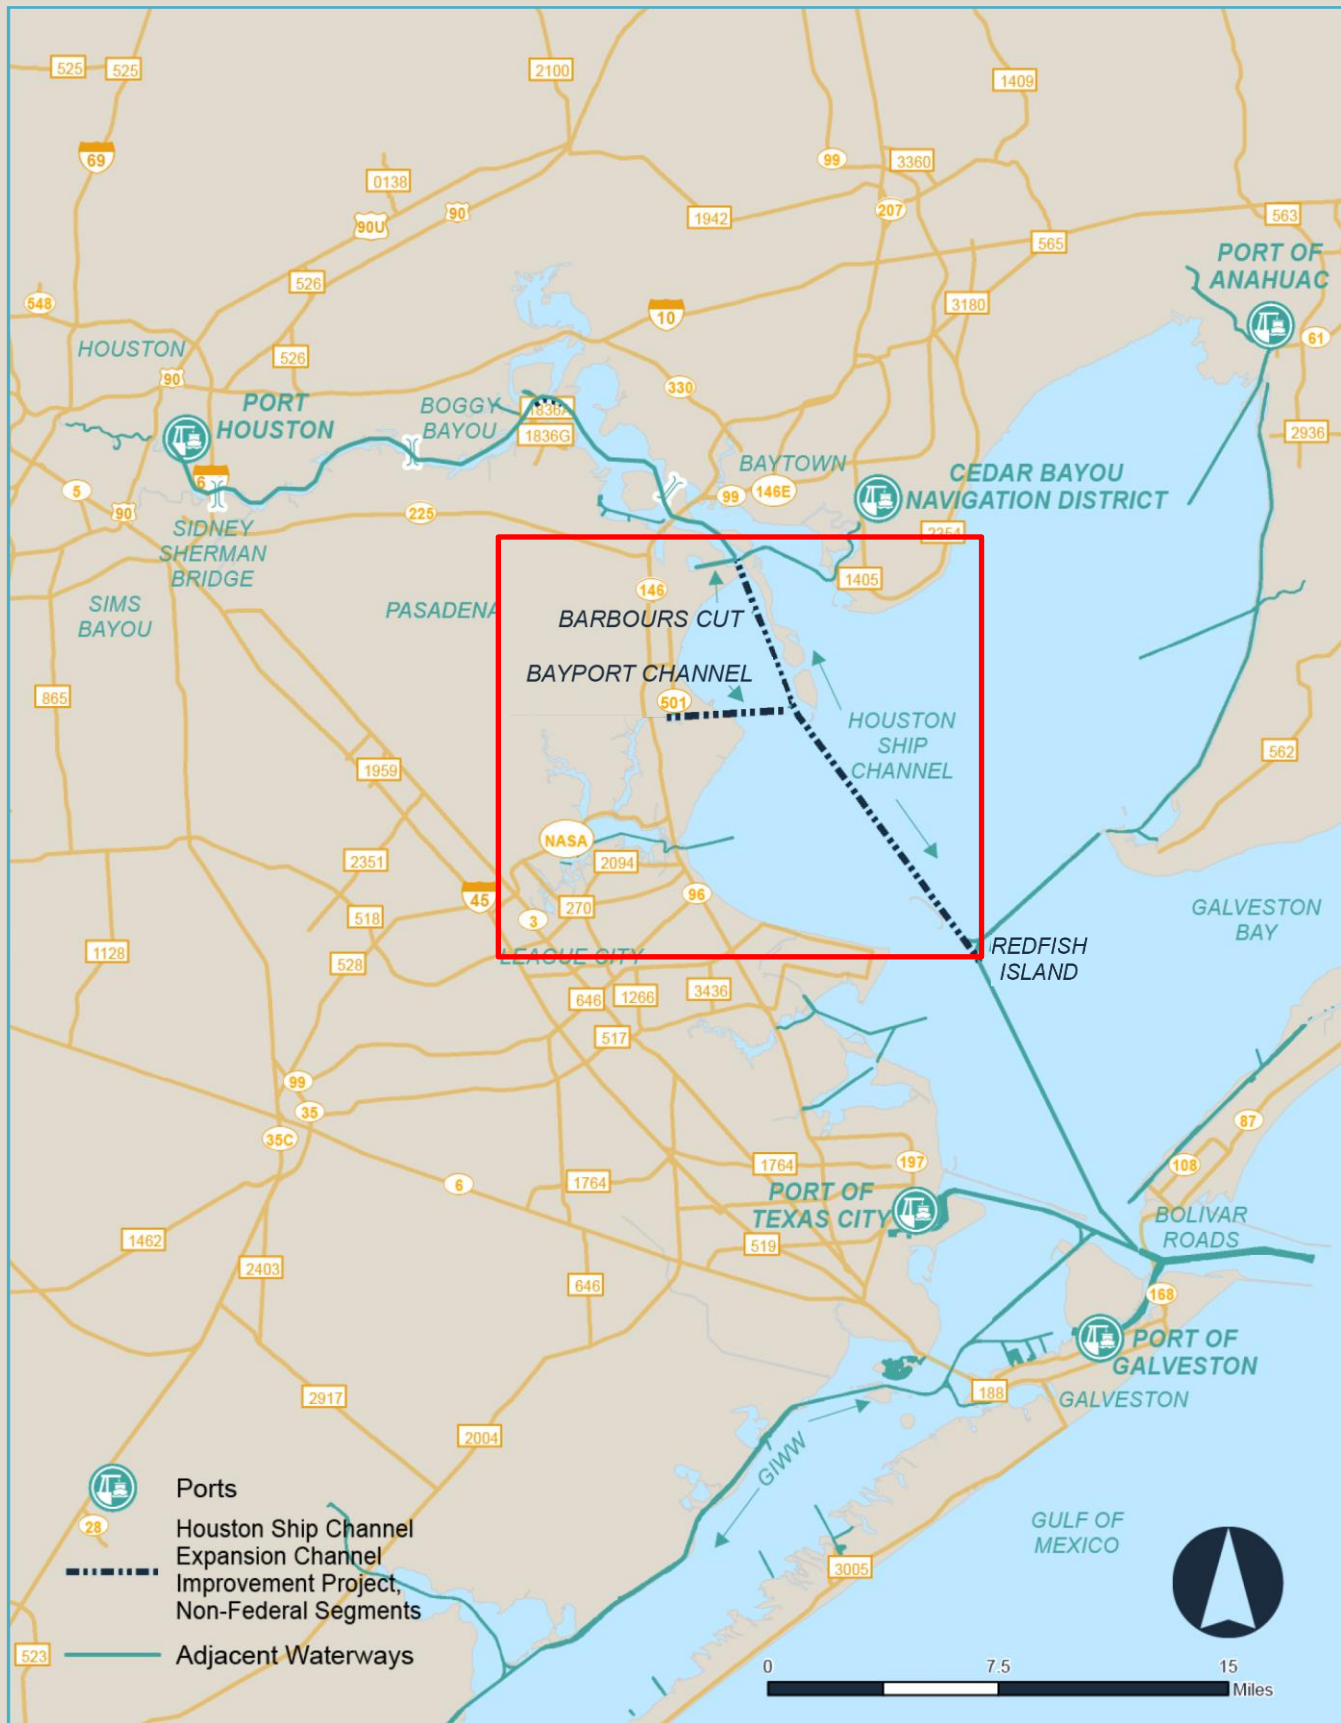 525
525
2100
1409
69
99
3360
0138
90U
90
1942
207
563
565
PORT OF
ANAHUAC
526
548
10
3180
61
HOUSTON
526
90
330
PORT
HOUSTON
BOGGY
BAYOU
1836A
1836G
2936
BAYTOWN
CEDAR BAYOU
NAVIGATION DISTRICT
6
5
90
99
146E
225
SIDNEY
SHERMAN
BRIDGE
2354
1405
146
SIMS
BAYOU
PASADENA
BARBOURS CUT
BAYPORT CHANNEL
865
501
HOUSTON
SHIP
CHANNEL
562
1959
NASA
2351
2094
45
96
518
270
3
GALVESTON
BAY
1128
528
LEAGUE CITY
REDFISH
ISLAND
646
1266
3436
517
99
35
35C
87
1764
197
108
6
1764
PORT OF
TEXAS CITY
BOLIVAR
ROADS
1462
519
2403
646
168
PORT OF
GALVESTON
188
GALVESTON
2917
2004
GIWW
Ports
28
Houston Ship Channel
Expansion Channel
Improvement Project,
Non-Federal Segments
GULF OF
MEXICO
3005
523
Adjacent Waterways
0 7.5 15
Miles